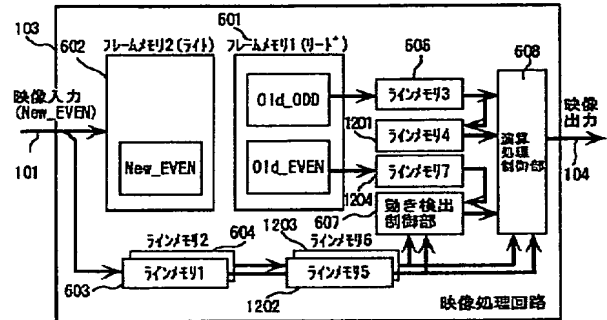 103
602
601
フレームメモリ2(ライト)
フレームメモリ1(リード)
606
608
映像入力
(New_EVEN)
101
Old_ODD
ラインメモリ3
映像
出力
1201
ラインメモリ4
演算
処理
制御部
104
New_EVEN
Old_EVEN
ラインメモリ7
1204
607
動き検出
制御部
ラインメモリ2
604
1203
ラインメモリ6
ラインメモリ1
ラインメモリ5
603
1202
映像処理回路